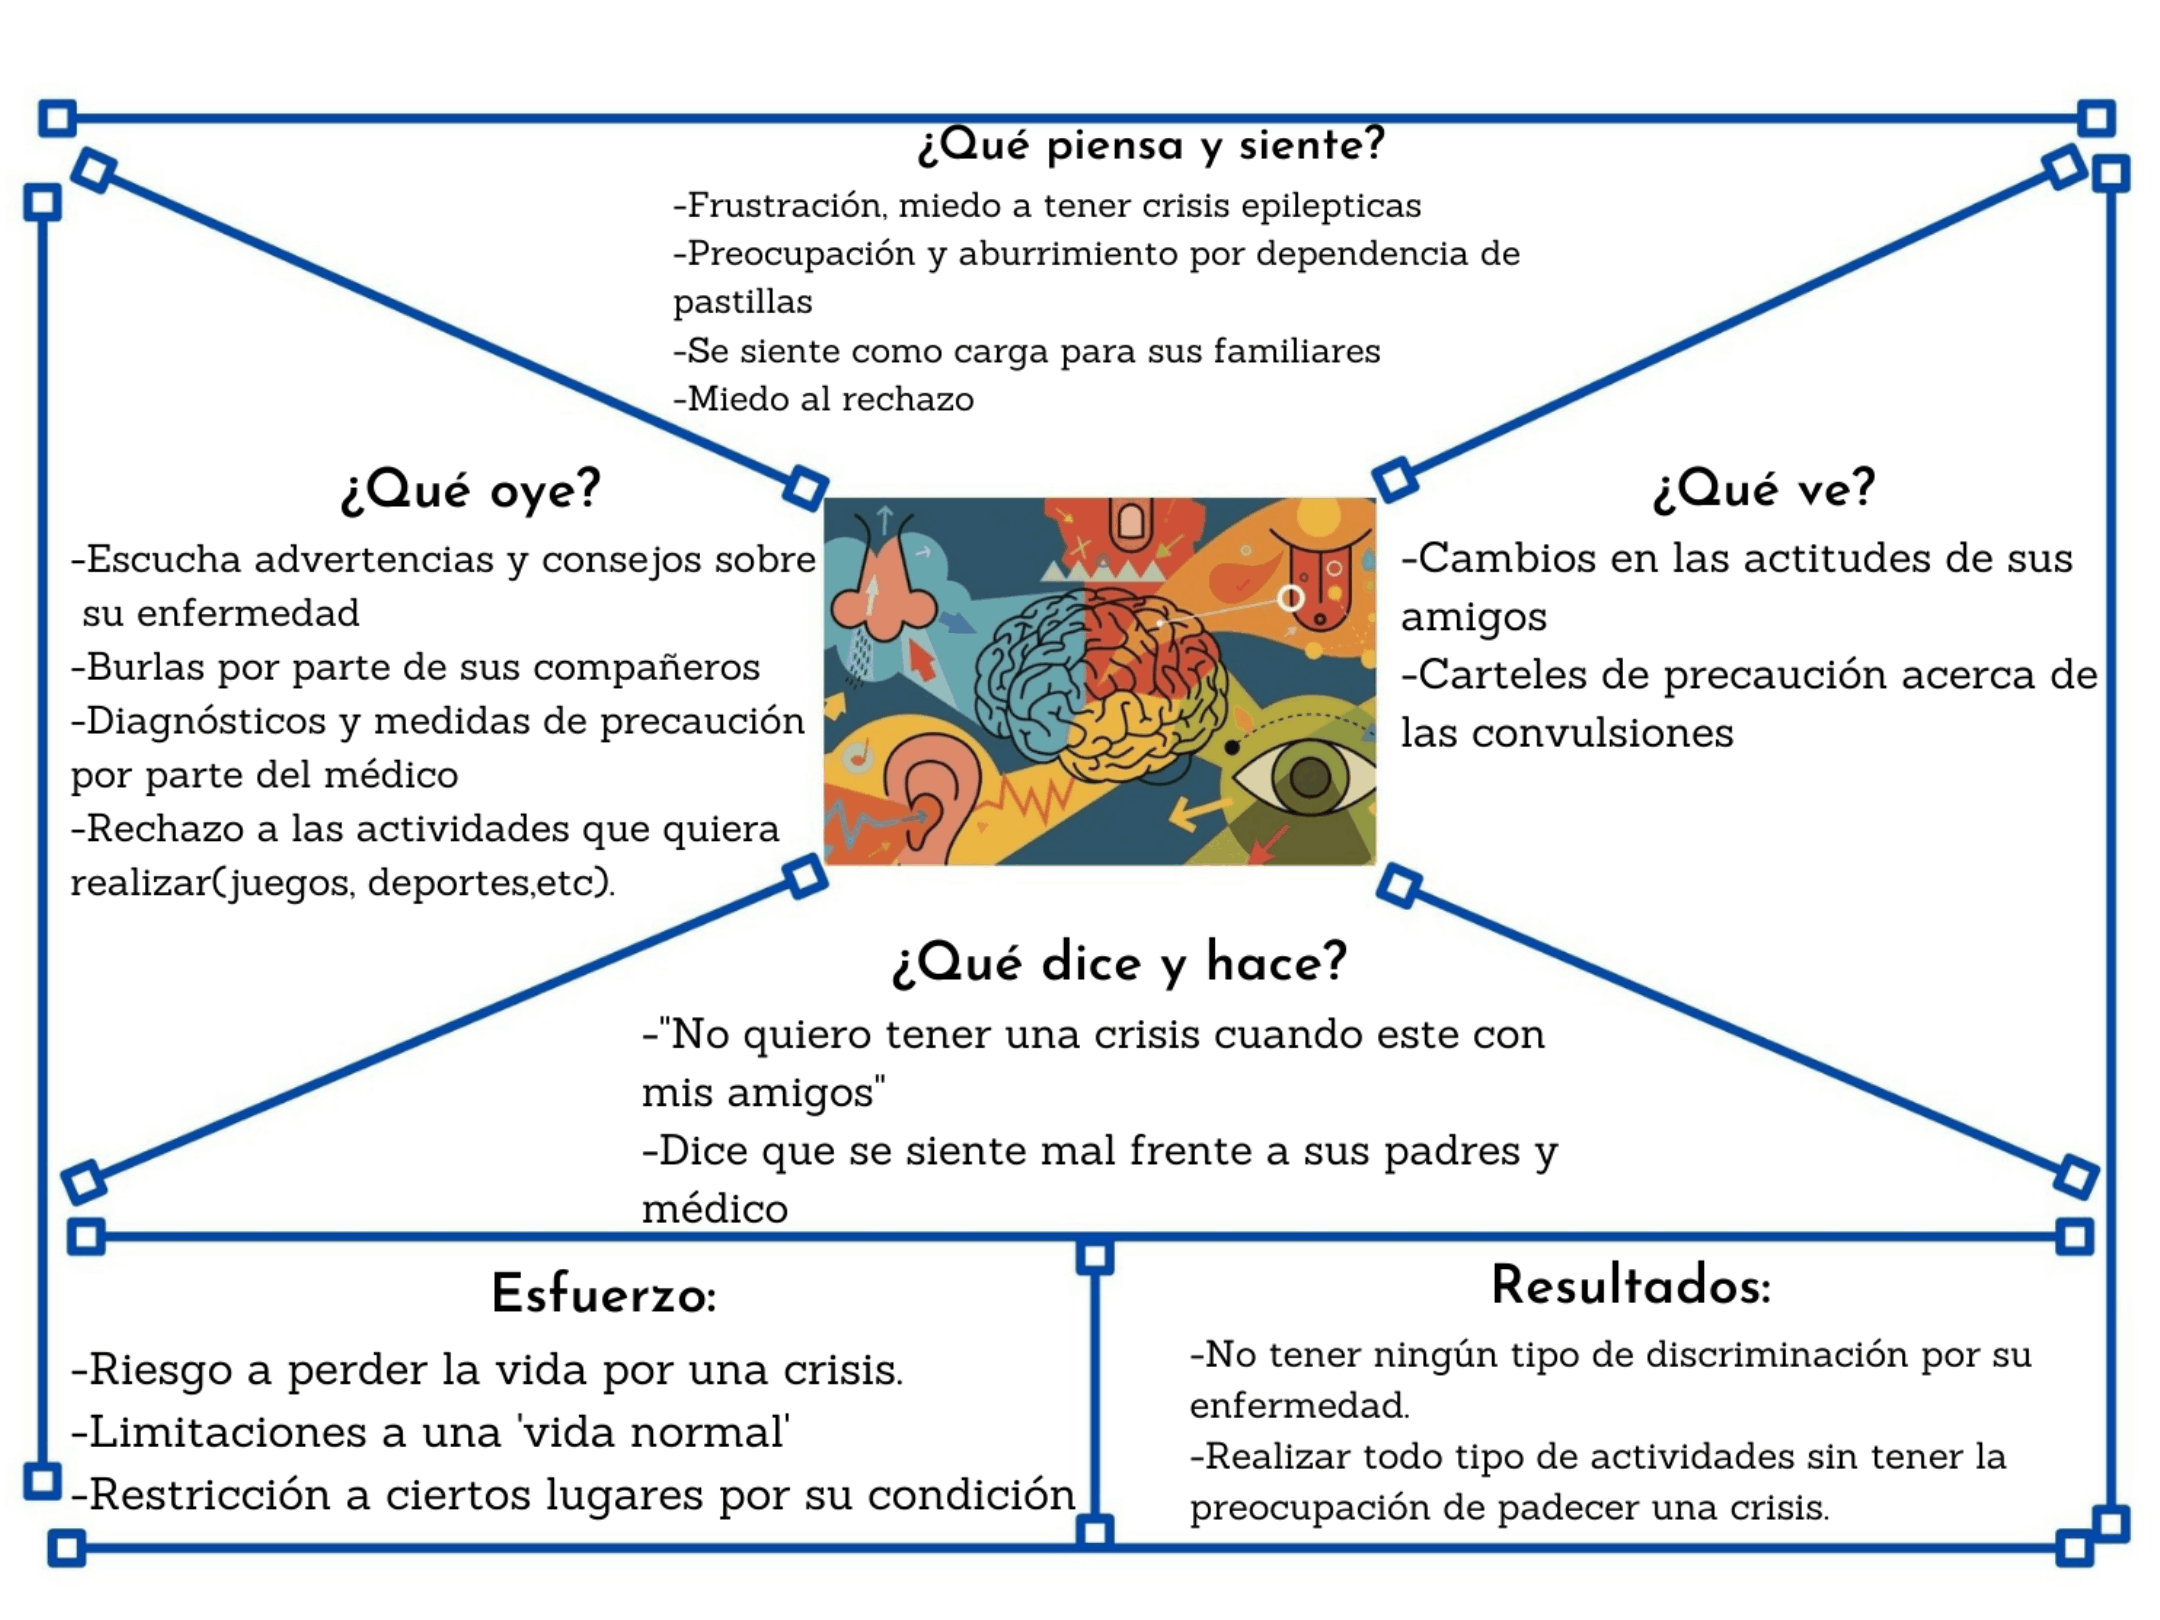 ¿Qué piensa y siente?
-Frustración, miedo a tener crisis epilepticas
-Preocupación y aburrimiento por dependencia de
pastillas
-Se siente como carga para sus familiares
-Miedo al rechazo
¿Qué oye?
-Escucha advertencias y consejos sobre
su enfermedad
-Burlas por parte de sus compañeros
-Diagnósticos y medidas de precaución
por parte del médico
-Rechazo a las actividades que quiera
realizar(juegos, deportes,etc).
¿Qué ve?
-Cambios en las actitudes de sus
amigos
-Carteles de precaución acerca de
las convulsiones
¿Qué dice y hace?
-"No quiero tener una crisis cuando este con
mis amigos"
-Dice que se siente mal frente a sus padres y
médico
Esfuerzo:
-Riesgo a perder la vida por una crisis.
-Limitaciones a una 'vida normal'
-Restricción a ciertos lugares por su condición
Resultados:
-No tener ningún tipo de discriminación por su
enfermedad.
-Realizar todo tipo de actividades sin tener la
preocupación de padecer una crisis.